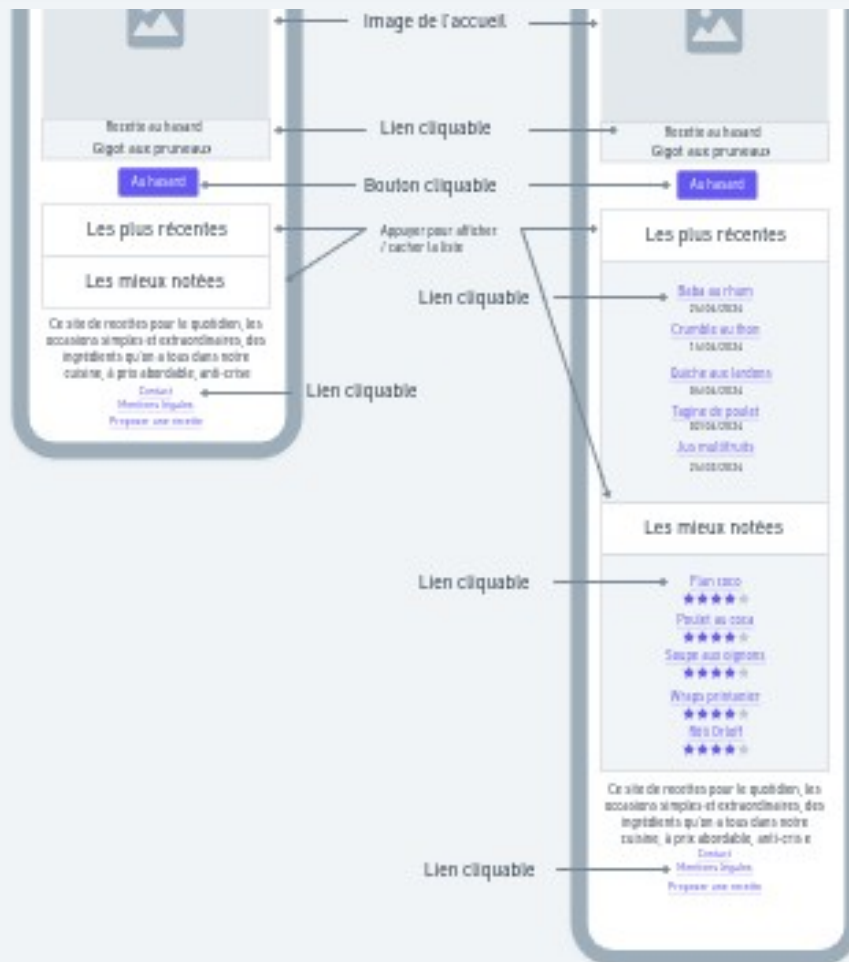 Image de l'accueil
Recette au hasard
Gigot aux pruneaux
Lien cliquable
Recette au hasard
Gigot aux pruneaux
Au hasard
Bouton cliquable
Au hasard
Les plus récentes
Appuyer pour afficher
/ cacher la liste
Les plus récentes
Les mieux notées
Lien cliquable
Baba au rhum
Crumble au thon
Quiche aux lardons
Tagine de poulet
Jus multifruits
Ce site de recettes pour le quotidien, les
occasions simples et extraordinaires, des
ingrédients qu'on a tous dans notre
cuisine, à prix abordable, anti-crise
Contact
Mentions légales
Proposer une recette
Lien cliquable
Les mieux notées
Lien cliquable
Flan coco
Poulet au coca
Soupe aux oignons
Wraps printanier
Ce site de recettes pour le quotidien, les
occasions simples et extraordinaires, des
ingrédients qu'on a tous dans notre
cuisine, à prix abordable, anti-crise
Contact
Lien cliquable
Mentions légales
Proposer une recette